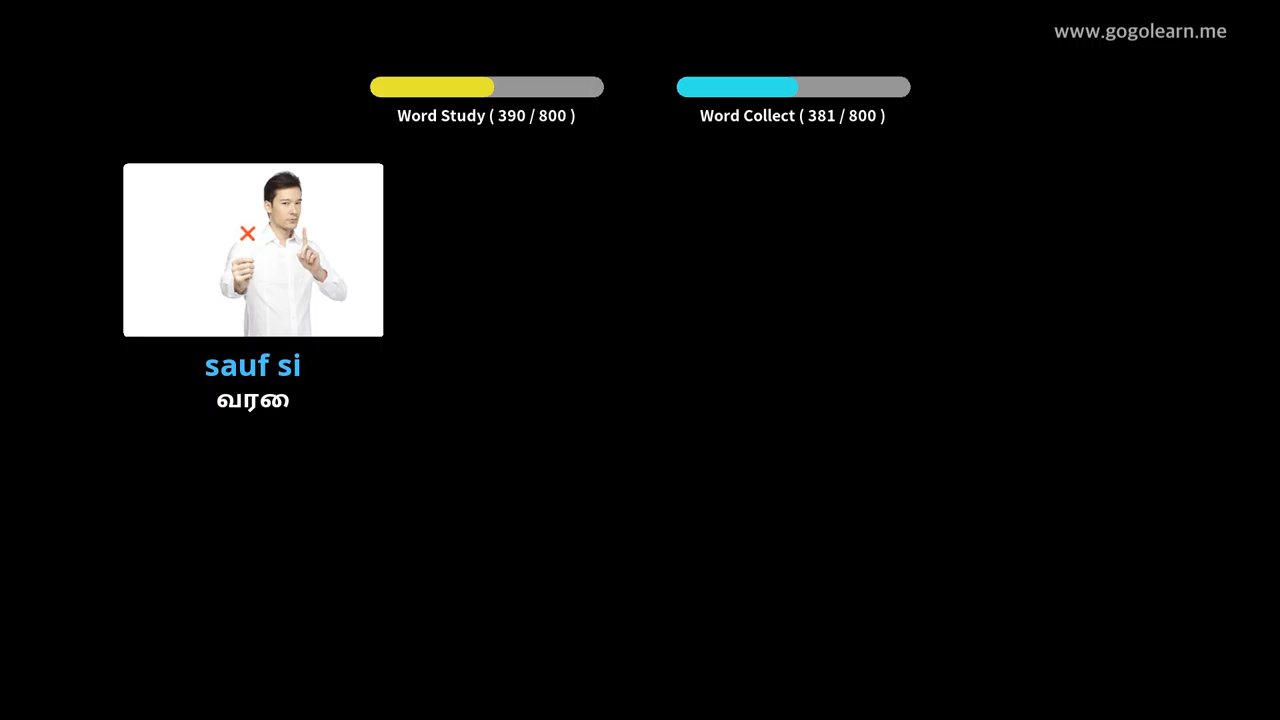 www.gogolearn.me
Word Study ( 390 / 800 )
Word Collect ( 381 / 800 )
sauf si
வரை